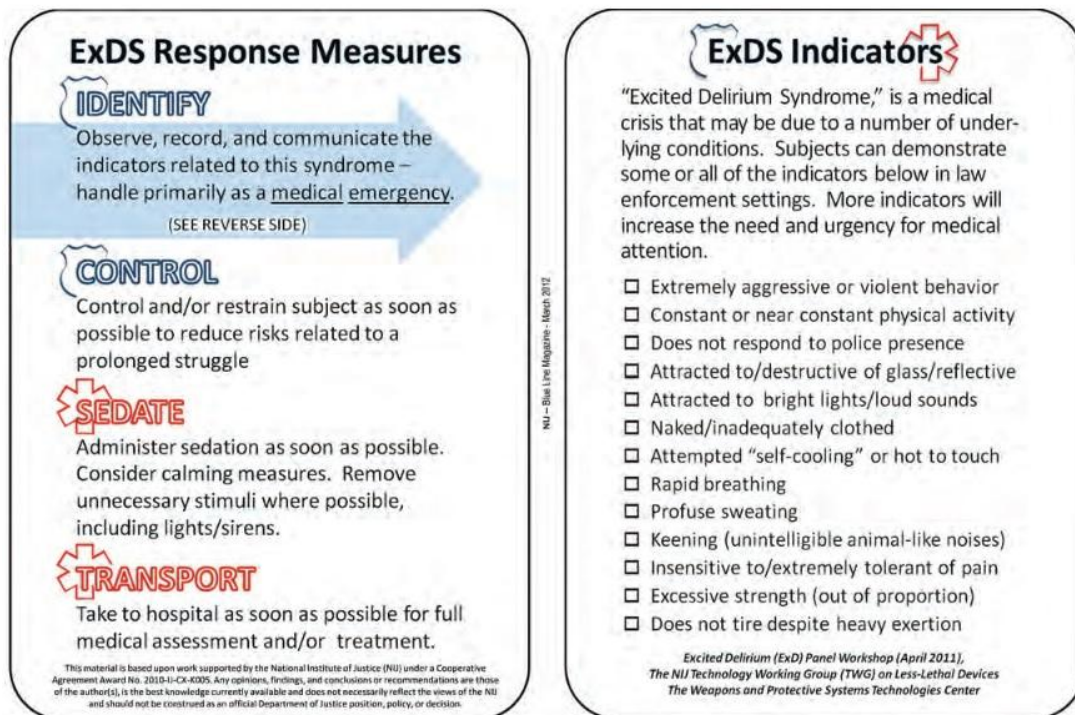 ExDS Response Measures
IDENTIFY
Observe, record, and communicate the
indicators related to this syndrome –
handle primarily as a medical emergency.
(SEE REVERSE SIDE)
CONTROL
Control and/or restrain subject as soon as
possible to reduce risks related to a
prolonged struggle
SEDATE
Administer sedation as soon as possible.
Consider calming measures. Remove
unnecessary stimuli where possible,
including lights/sirens.
TRANSPORT
Take to hospital as soon as possible for full
medical assessment and/or treatment.
This material is based upon work supported by the National Institute of Justice (NIJ) under a Cooperative
Agreement Award No. 2010-IJ-CX-K005. Any opinions, findings, and conclusions or recommendations are those
of the author(s), is the best knowledge currently available and does not necessarily reflect the views of the NIJ
and should not be construed as an official Department of Justice position, policy, or decision.
NIJ – Blue Line Magazine - March 2012
ExDS Indicators
“Excited Delirium Syndrome,” is a medical
crisis that may be due to a number of under-
lying conditions. Subjects can demonstrate
some or all of the indicators below in law
enforcement settings. More indicators will
increase the need and urgency for medical
attention.
Extremely aggressive or violent behavior
Constant or near constant physical activity
Does not respond to police presence
Attracted to/destructive of glass/reflective
Attracted to bright lights/loud sounds
Naked/inadequately clothed
Attempted “self-cooling” or hot to touch
Rapid breathing
Profuse sweating
Keening (unintelligible animal-like noises)
Insensitive to/extremely tolerant of pain
Excessive strength (out of proportion)
Does not tire despite heavy exertion
Excited Delirium (ExD) Panel Workshop (April 2011),
The NIJ Technology Working Group (TWG) on Less-Lethal Devices
The Weapons and Protective Systems Technologies Center